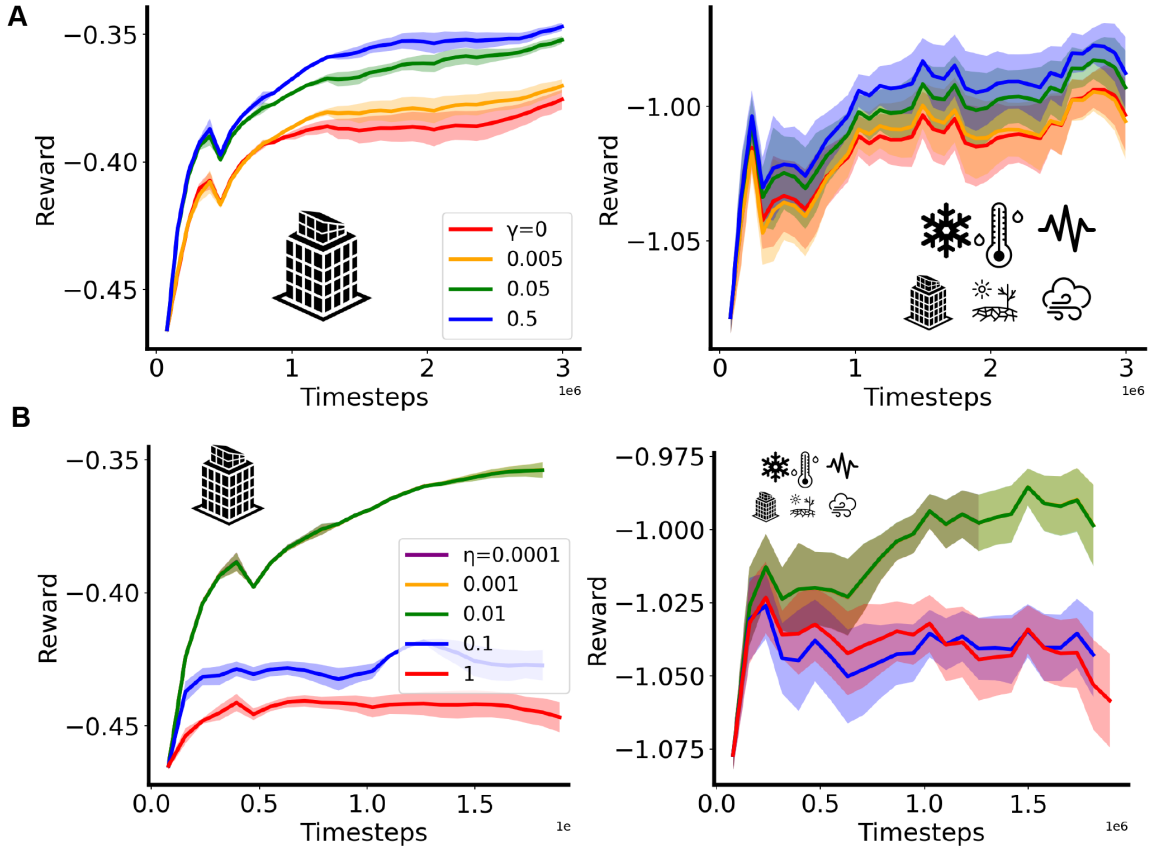 A
−0.35
−0.40
−0.45
Reward
γ=0
0.005
0.05
0.5
0
1
2
3
1e6
Timesteps
−1.00
−1.05
Reward
0
1
2
3
1e6
Timesteps
B
−0.35
−0.40
−0.45
Reward
η=0.0001
0.001
0.01
0.1
1
0.0
0.5
1.0
1.5
1e
Timesteps
−0.975
−1.000
−1.025
−1.050
−1.075
Reward
0.0
0.5
1.0
1.5
1e6
Timesteps